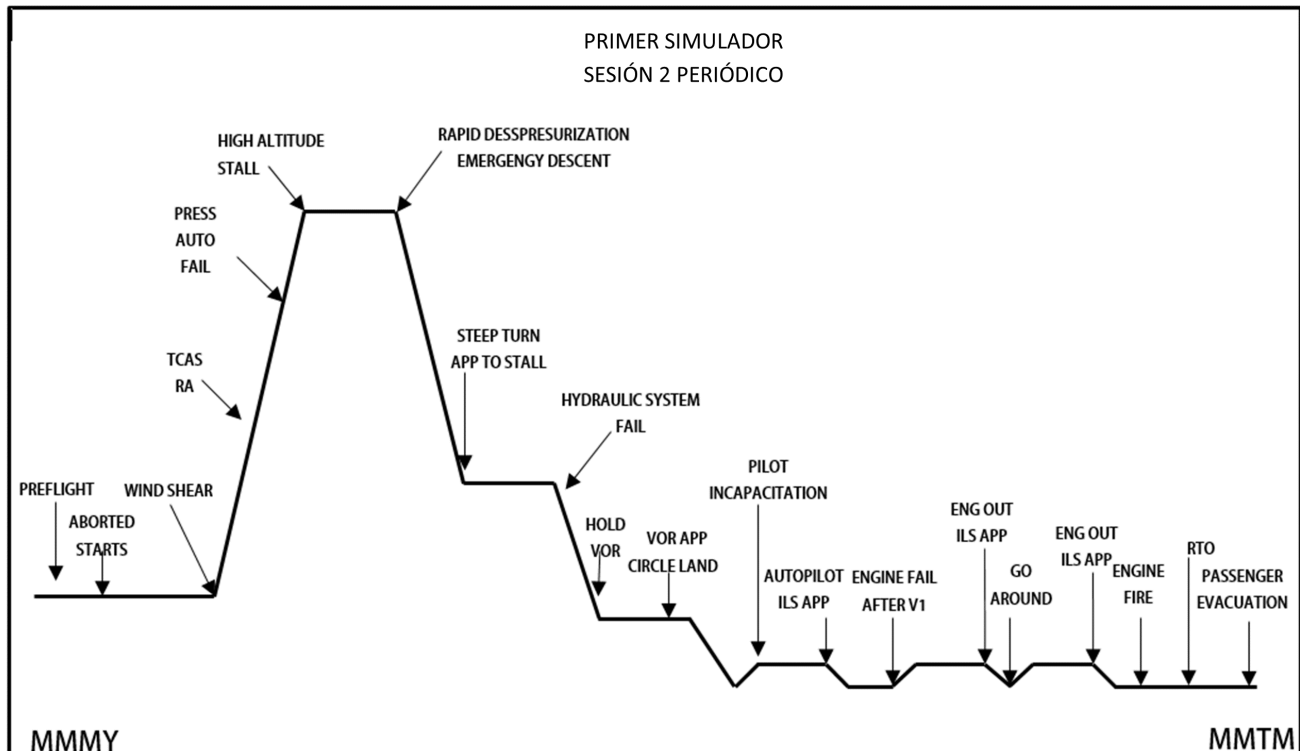 PRIMER SIMULADOR
SESIÓN 2 PERIÓDICO
HIGH ALTITUDE
STALL
RAPID DESSPRESURIZATION
EMERGENGY DESCENT
PRESS
AUTO
FAIL
TCAS
RA
STEEP TURN
APP TO STALL
HYDRAULIC SYSTEM
FAIL
PREFLIGHT
ABORTED
STARTS
WIND SHEAR
HOLD
VOR
VOR APP
CIRCLE LAND
PILOT
INCAPACITATION
AUTOPILOT
ILS APP
ENGINE FAIL
AFTER V1
ENG OUT
ILS APP
GO
AROUND
ENG OUT
ILS APP
ENGINE
FIRE
RTO
PASSENGER
EVACUATION
MMMY
MMTM